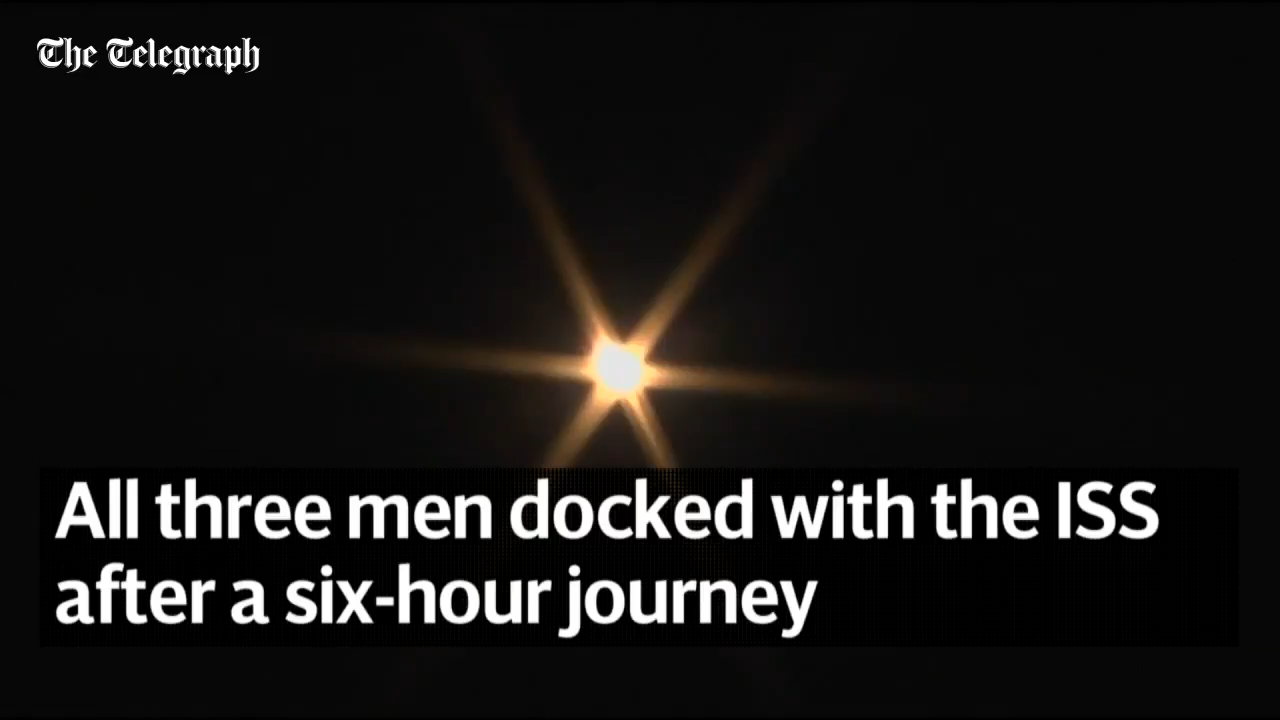 The Telegraph
All three men docked with the ISS
after a six-hour journey